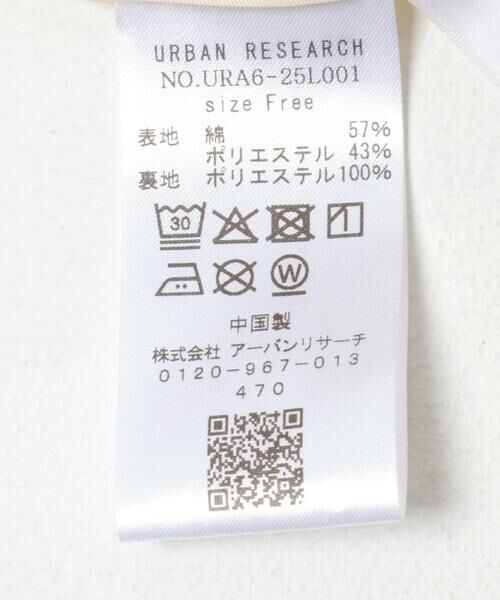 URBAN RESEARCH
NO.URA6-25L001
size Free
表地 綿 57%
ポリエステル 43%
裏地 ポリエステル100%
30
W
中国製
株式会社 アーバンリサーチ
0120-967-013
470